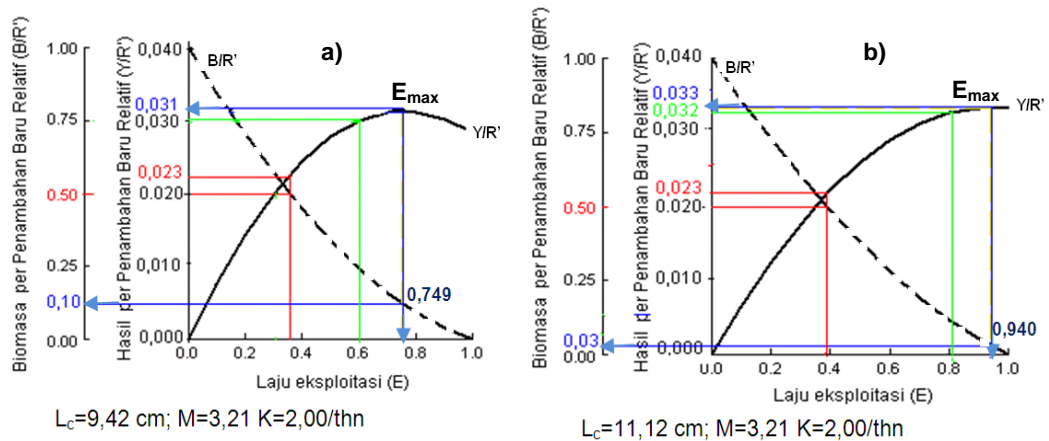 a)
Biomasa per Penambahan Baru Relatif (B/R')
1.00
0.75
0.50
0.25
0,10
0.00
Hasil per Penambahan Baru Relatif (Y/R')
0,040
0,031
0,030
0,023
0.020
0,010
0,000
B/R'
Emax
Y/R'
0,749
0.0 0.2 0.4 0.6 0.8 1.0
Laju eksploitasi (E)
Lc=9,42 cm; M=3,21 K=2,00/thn
b)
Biomasa per Penambahan Baru Relatif (B/R')
1.00
0.75
0.50
0.25
0,03
0.00
Hasil per Penambahan Baru Relatif (Y/R')
0,040
0,033
0,032
0,030
0,023
0.020
0,010
0,000
B/R'
Emax
Y/R'
0,940
0.0 0.2 0.4 0.6 0.8 1.0
Laju eksploitasi (E)
Lc=11,12 cm; M=3,21 K=2,00/thn